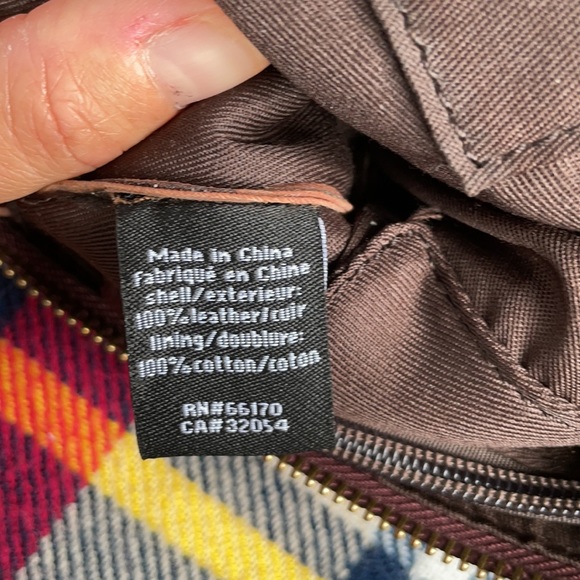 Made in China
Fabriqué en Chine
shell/exterieur:
100% leather/cuir
lining/doublure:
100% cotton/coton
RN#66170
CA#32054